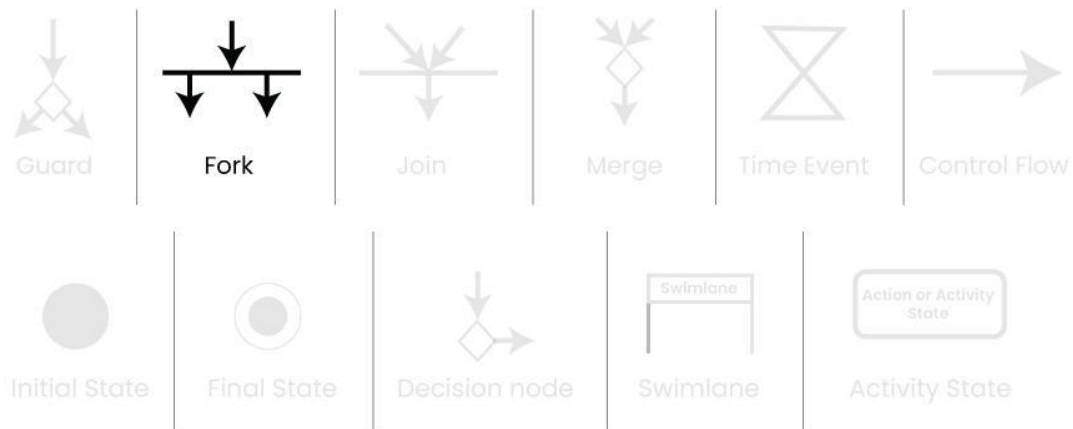 Guard
Fork
Join
Merge
Time Event
Control Flow
Swimlane
Action or Activity
State
Initial State
Final State
Decision node
Swimlane
Activity State